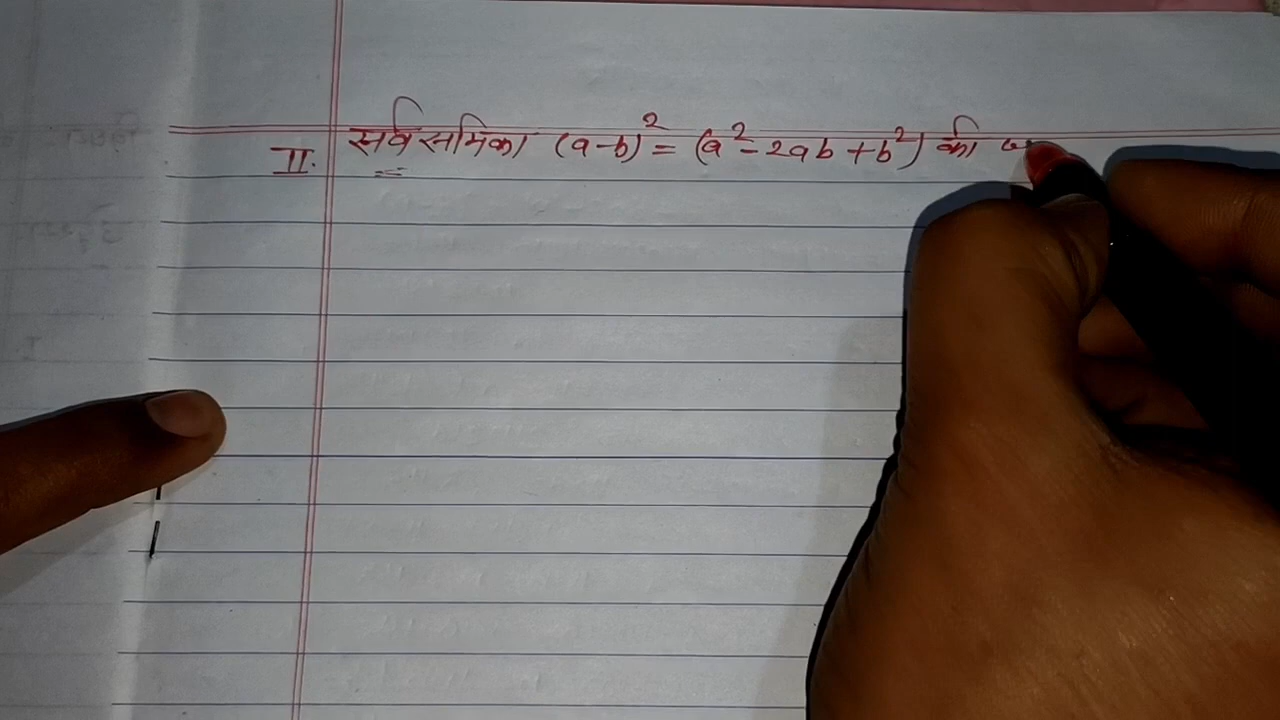 II. सर्वसमिका (a-b)² = (a² - 2ab + b²) की